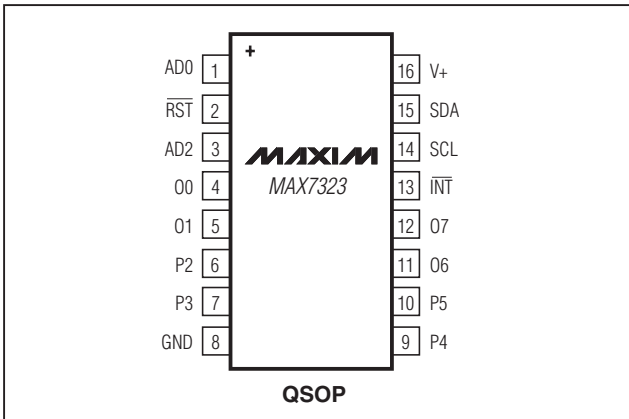 AD0 1 + 16 V+
RST 2 15 SDA
AD2 3 MAXIM 14 SCL
O0 4 MAX7323 13 INT
O1 5 12 O7
P2 6 11 O6
P3 7 10 P5
GND 8 9 P4
QSOP